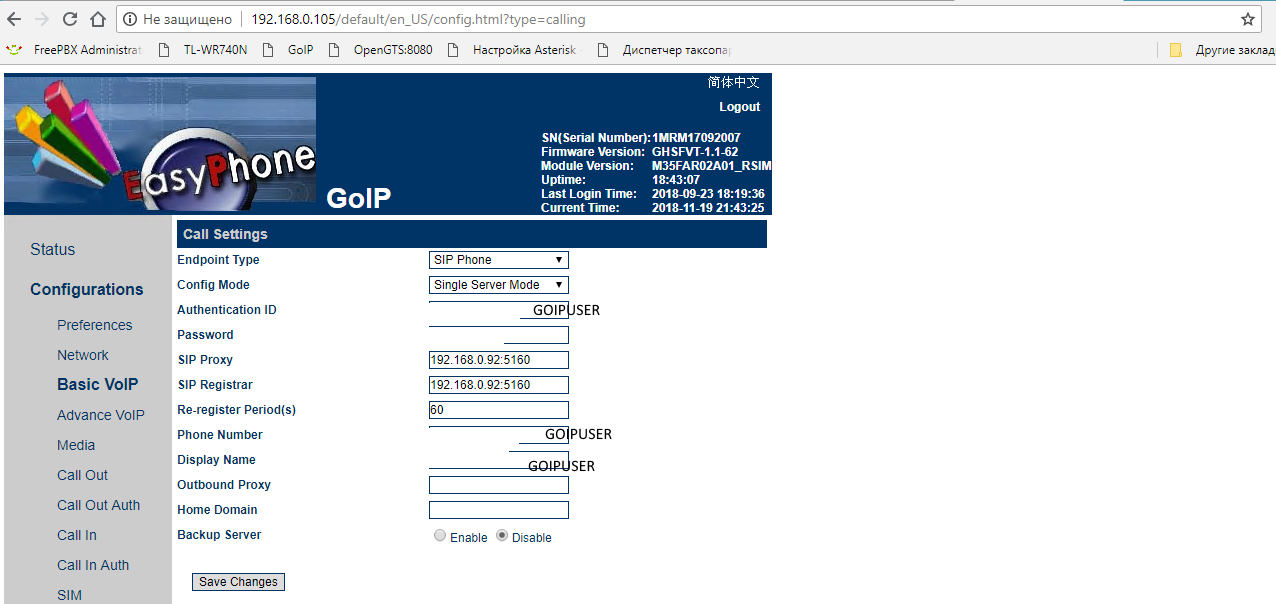 Не защищено 192.168.0.105/default/en_US/config.html?type=calling
FreePBX Administrat TL-WR740N GoIP OpenGTS:8080 Настройка Asterisk Диспетчер таксопар Другие заклад
简体中文
Logout
EasyPhone
GoIP
SN(Serial Number): 1MRM17092007
Firmware Version: GHSFVT-1.1-62
Module Version: M35FAR02A01_RSIM
Uptime: 18:43:07
Last Login Time: 2018-09-23 18:19:36
Current Time: 2018-11-19 21:43:25
Status
Configurations
Preferences
Network
Basic VoIP
Advance VoIP
Media
Call Out
Call Out Auth
Call In
Call In Auth
SIM
Call Settings
Endpoint Type SIP Phone
Config Mode Single Server Mode
Authentication ID GOIPUSER
Password
SIP Proxy 192.168.0.92:5160
SIP Registrar 192.168.0.92:5160
Re-register Period(s) 60
Phone Number GOIPUSER
Display Name GOIPUSER
Outbound Proxy
Home Domain
Backup Server Enable Disable
Save Changes